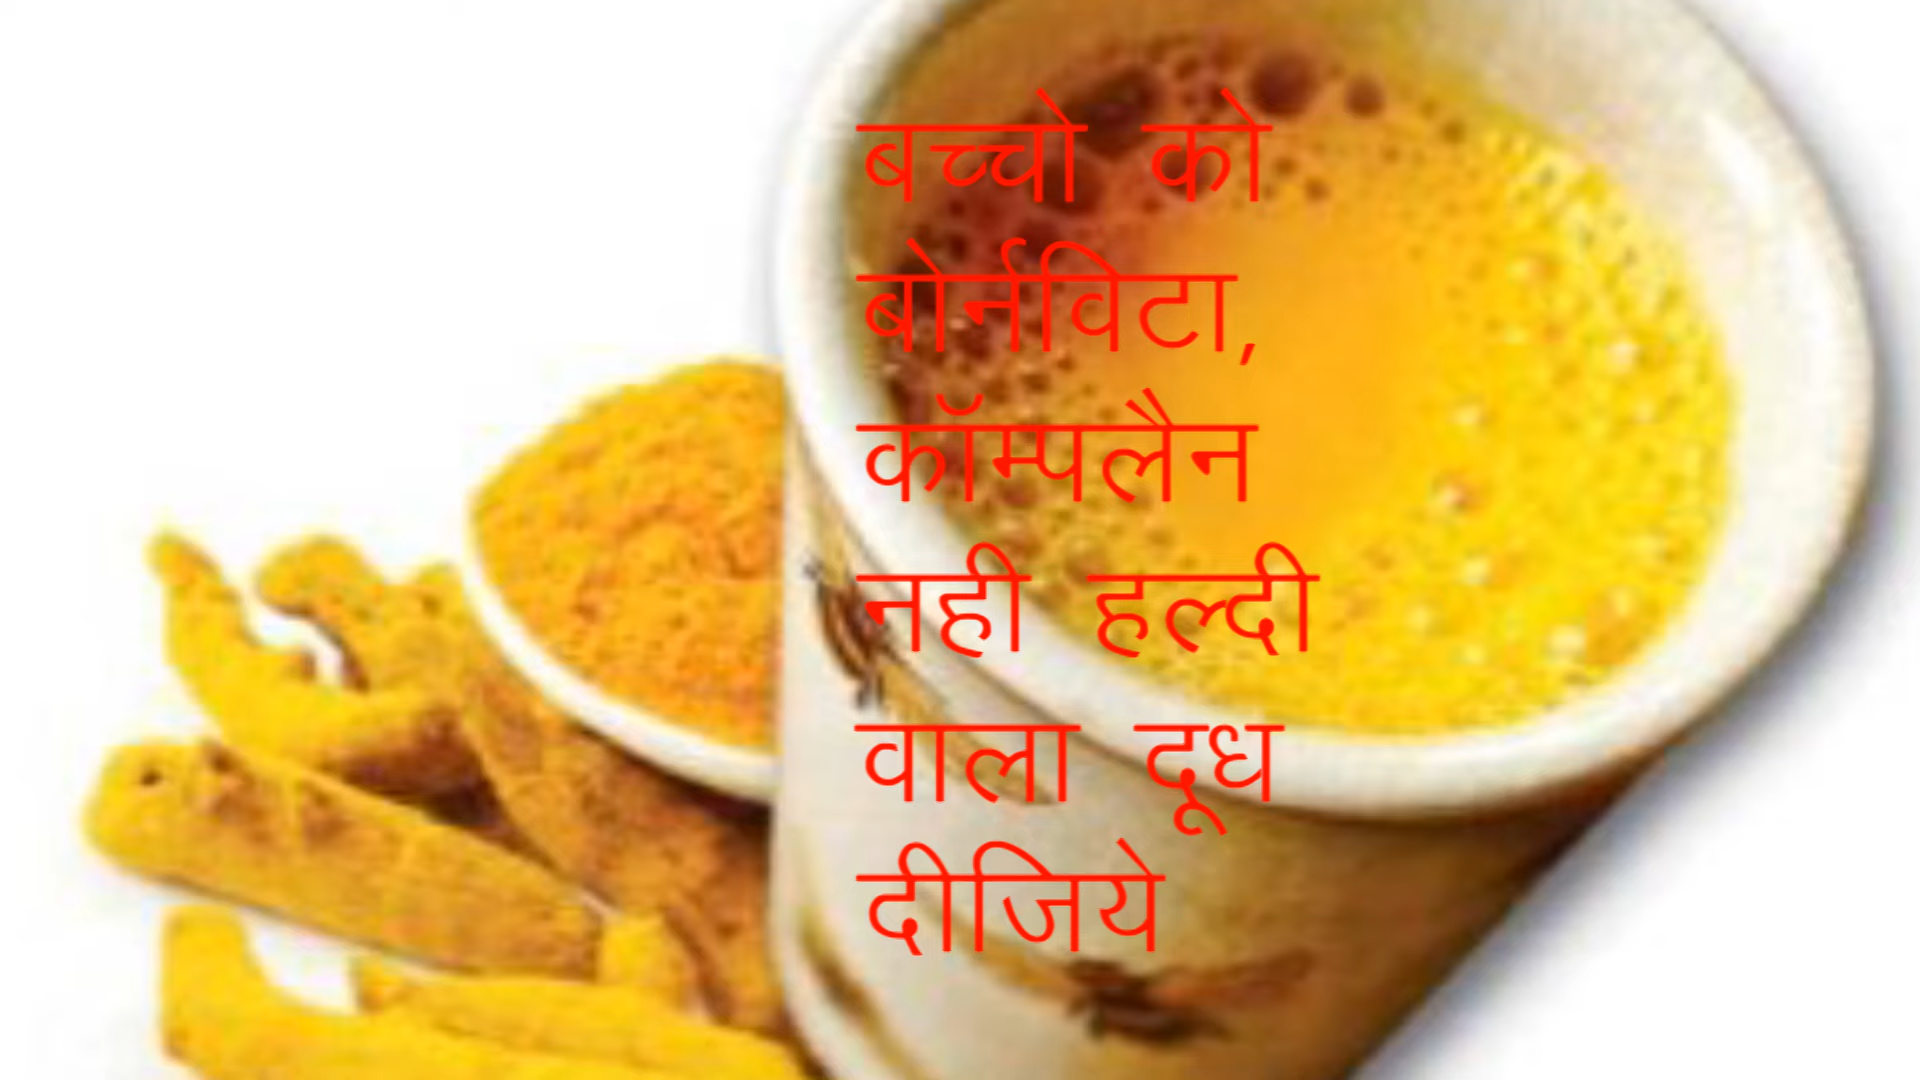 बच्चो को
बोर्नविटा,
कॉम्पलैन
नही हल्दी
वाला दूध
दीजिये